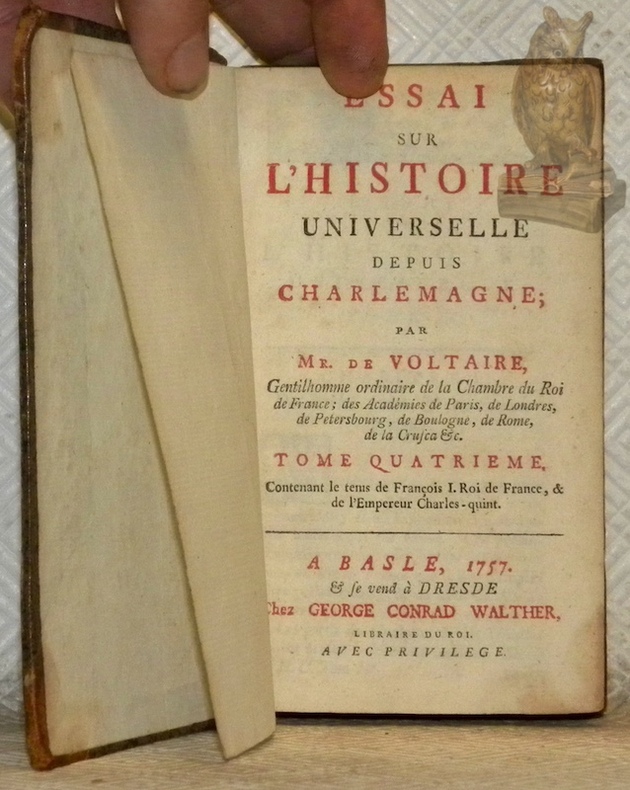 ESSAI
SUR
L'HISTOIRE
UNIVERSELLE
DEPUIS
CHARLEMAGNE;
PAR
MR. DE VOLTAIRE,
Gentilhomme ordinaire de la Chambre du Roi
de France; des Académies de Paris, de Londres,
de Petersbourg, de Boulogne, de Rome,
de la Crusca &c.
TOME QUATRIEME,
Contenant le tems de François I. Roi de France, &
de l'Empereur Charles-quint.
A BASLE, 1757.
& se vend à DRESDE
Chez GEORGE CONRAD WALTHER,
LIBRAIRE DU ROI.
AVEC PRIVILEGE.